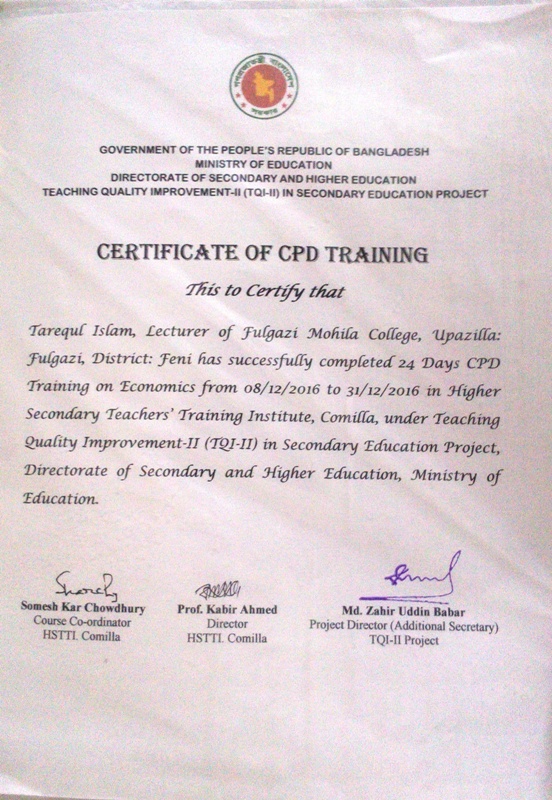 গণপ্রজাতন্ত্রী বাংলাদেশ
সরকার
GOVERNMENT OF THE PEOPLE'S REPUBLIC OF BANGLADESH
MINISTRY OF EDUCATION
DIRECTORATE OF SECONDARY AND HIGHER EDUCATION
TEACHING QUALITY IMPROVEMENT-II (TQI-II) IN SECONDARY EDUCATION PROJECT
CERTIFICATE OF CPD TRAINING
This to Certify that
Tarequl Islam, Lecturer of Fulgazi Mohila College, Upazilla:
Fulgazi, District: Feni has successfully completed 24 Days CPD
Training on Economics from 08/12/2016 to 31/12/2016 in Higher
Secondary Teachers' Training Institute, Comilla, under Teaching
Quality Improvement-II (TQI-II) in Secondary Education Project,
Directorate of Secondary and Higher Education, Ministry of
Education.
Somesh Kar Chowdhury
Course Co-ordinator
HSTTI. Comilla
Prof. Kabir Ahmed
Director
HSTTI. Comilla
Md. Zahir Uddin Babar
Project Director (Additional Secretary)
TQI-II Project